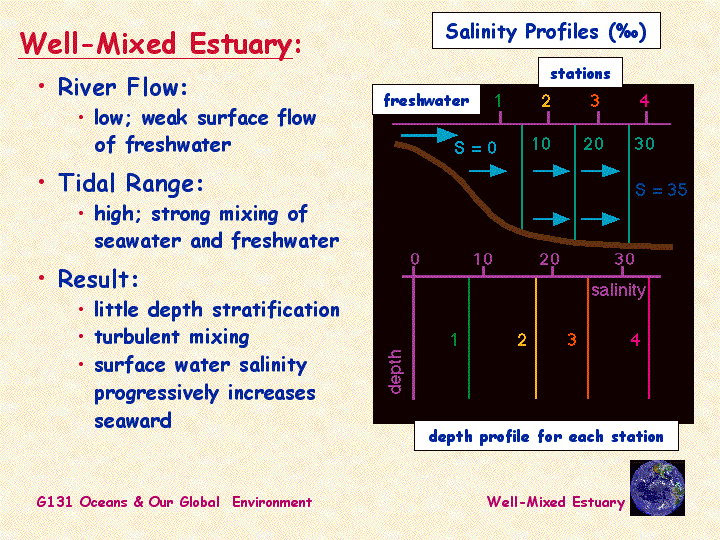 Well-Mixed Estuary:
• River Flow:
• low; weak surface flow
of freshwater
• Tidal Range:
• high; strong mixing of
seawater and freshwater
• Result:
• little depth stratification
• turbulent mixing
• surface water salinity
progressively increases
seaward
Salinity Profiles (‰)
stations
freshwater 1 2 3 4
S = 0 10 20 30
S = 35
0 10 20 30
salinity
1 2 3 4
depth
depth profile for each station
G131 Oceans & Our Global Environment
Well-Mixed Estuary